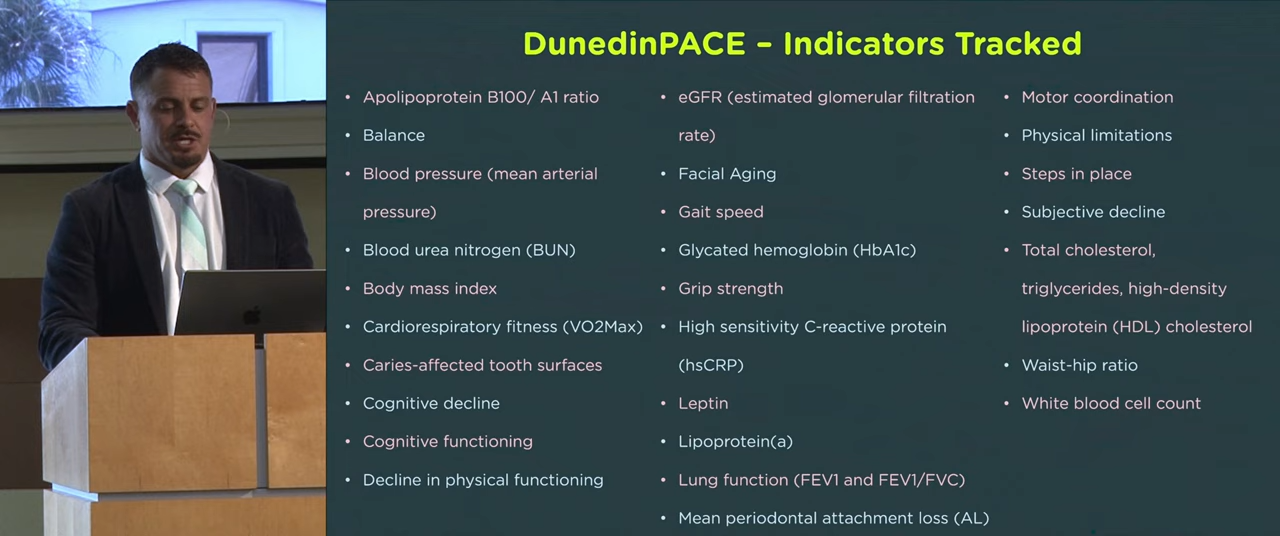 DunedinPACE – Indicators Tracked
• Apolipoprotein B100/ A1 ratio
• Balance
• Blood pressure (mean arterial
pressure)
• Blood urea nitrogen (BUN)
• Body mass index
• Cardiorespiratory fitness (VO2Max)
• Caries-affected tooth surfaces
• Cognitive decline
• Cognitive functioning
• Decline in physical functioning
• eGFR (estimated glomerular filtration
rate)
• Facial Aging
• Gait speed
• Glycated hemoglobin (HbA1c)
• Grip strength
• High sensitivity C-reactive protein
(hsCRP)
• Leptin
• Lipoprotein(a)
• Lung function (FEV1 and FEV1/FVC)
• Mean periodontal attachment loss (AL)
• Motor coordination
• Physical limitations
• Steps in place
• Subjective decline
• Total cholesterol,
triglycerides, high-density
lipoprotein (HDL) cholesterol
• Waist-hip ratio
• White blood cell count